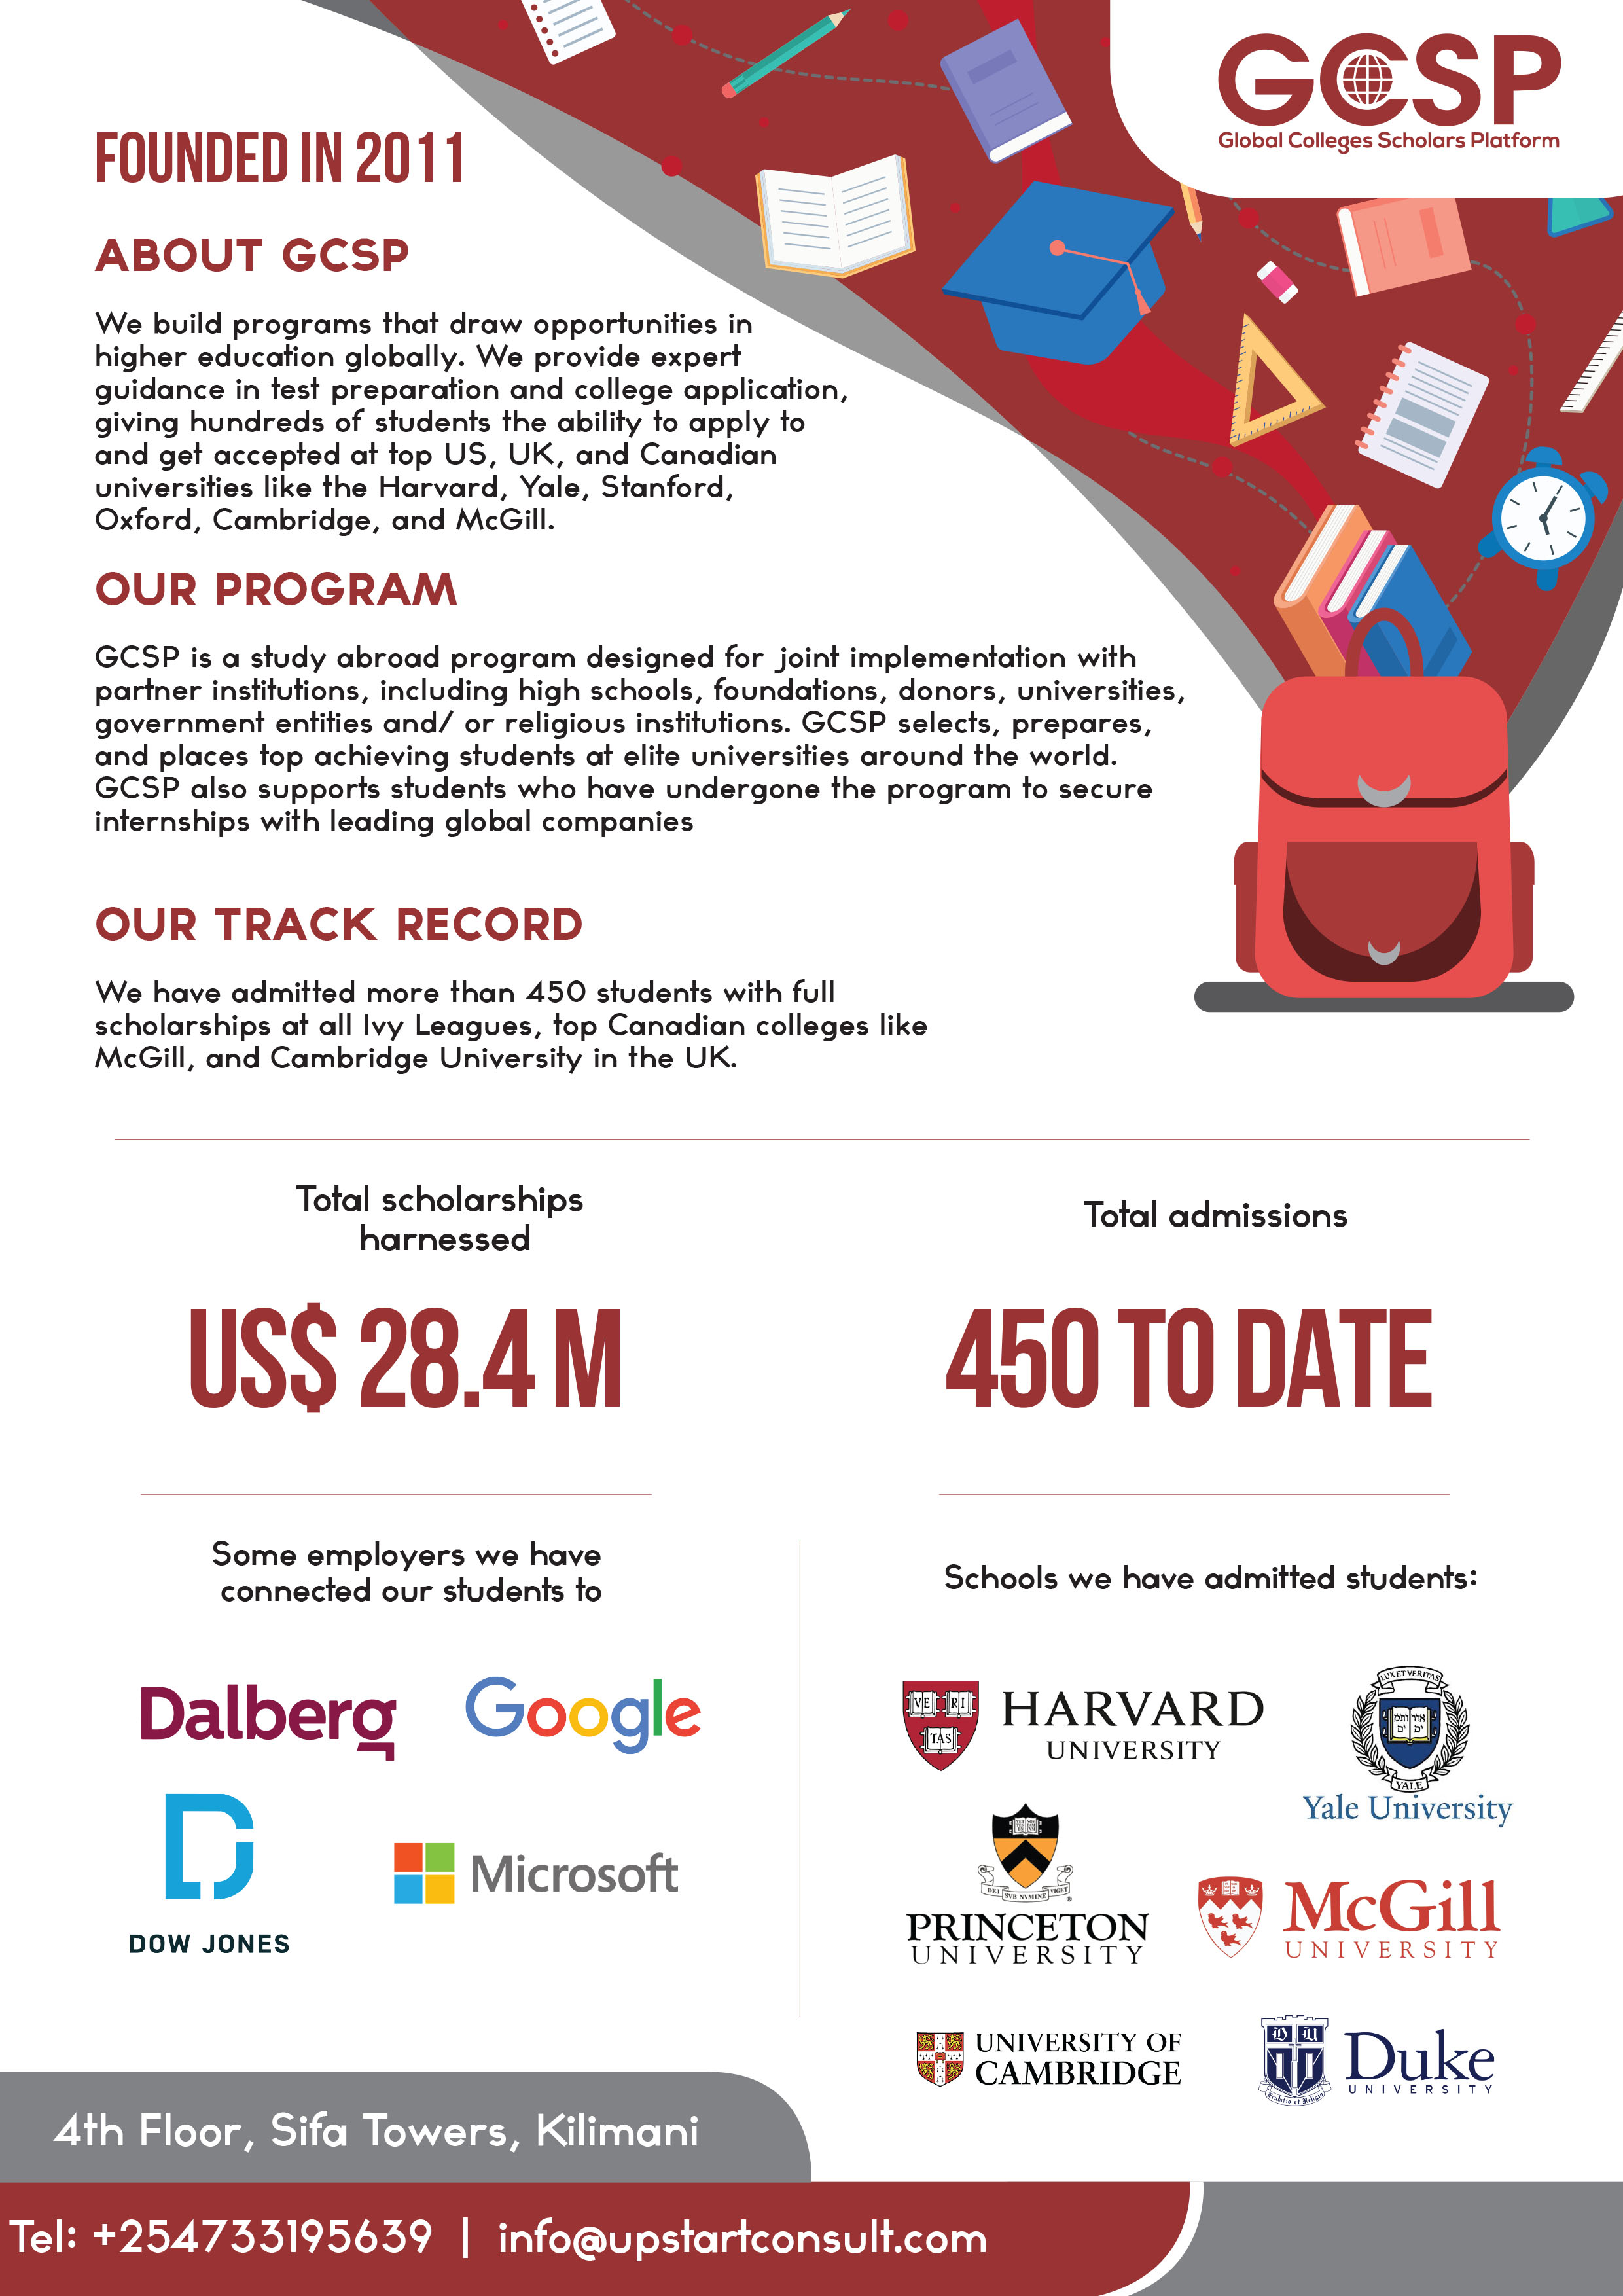 GCSP
Global Colleges Scholars Platform
FOUNDED IN 2011
ABOUT GCSP
We build programs that draw opportunities in
higher education globally. We provide expert
guidance in test preparation and college application,
giving hundreds of students the ability to apply to
and get accepted at top US, UK, and Canadian
universities like the Harvard, Yale, Stanford,
Oxford, Cambridge, and McGill.
OUR PROGRAM
GCSP is a study abroad program designed for joint implementation with
partner institutions, including high schools, foundations, donors, universities,
government entities and/ or religious institutions. GCSP selects, prepares,
and places top achieving students at elite universities around the world.
GCSP also supports students who have undergone the program to secure
internships with leading global companies
OUR TRACK RECORD
We have admitted more than 450 students with full
scholarships at all Ivy Leagues, top Canadian colleges like
McGill, and Cambridge University in the UK.
Total scholarships
harnessed
US$ 28.4 M
Total admissions
450 TO DATE
Some employers we have
connected our students to
Dalberg
Google
DOW JONES
Microsoft
Schools we have admitted students:
VE RI
TAS
HARVARD
UNIVERSITY
LUX ET VERITAS
YALE
Yale University
DEI SVB NVMINE VIGET
PRINCETON
UNIVERSITY
McGill
UNIVERSITY
UNIVERSITY OF
CAMBRIDGE
D U
Eruditio et Religio
Duke
UNIVERSITY
4th Floor, Sifa Towers, Kilimani
Tel: +254733195639 | info@upstartconsult.com